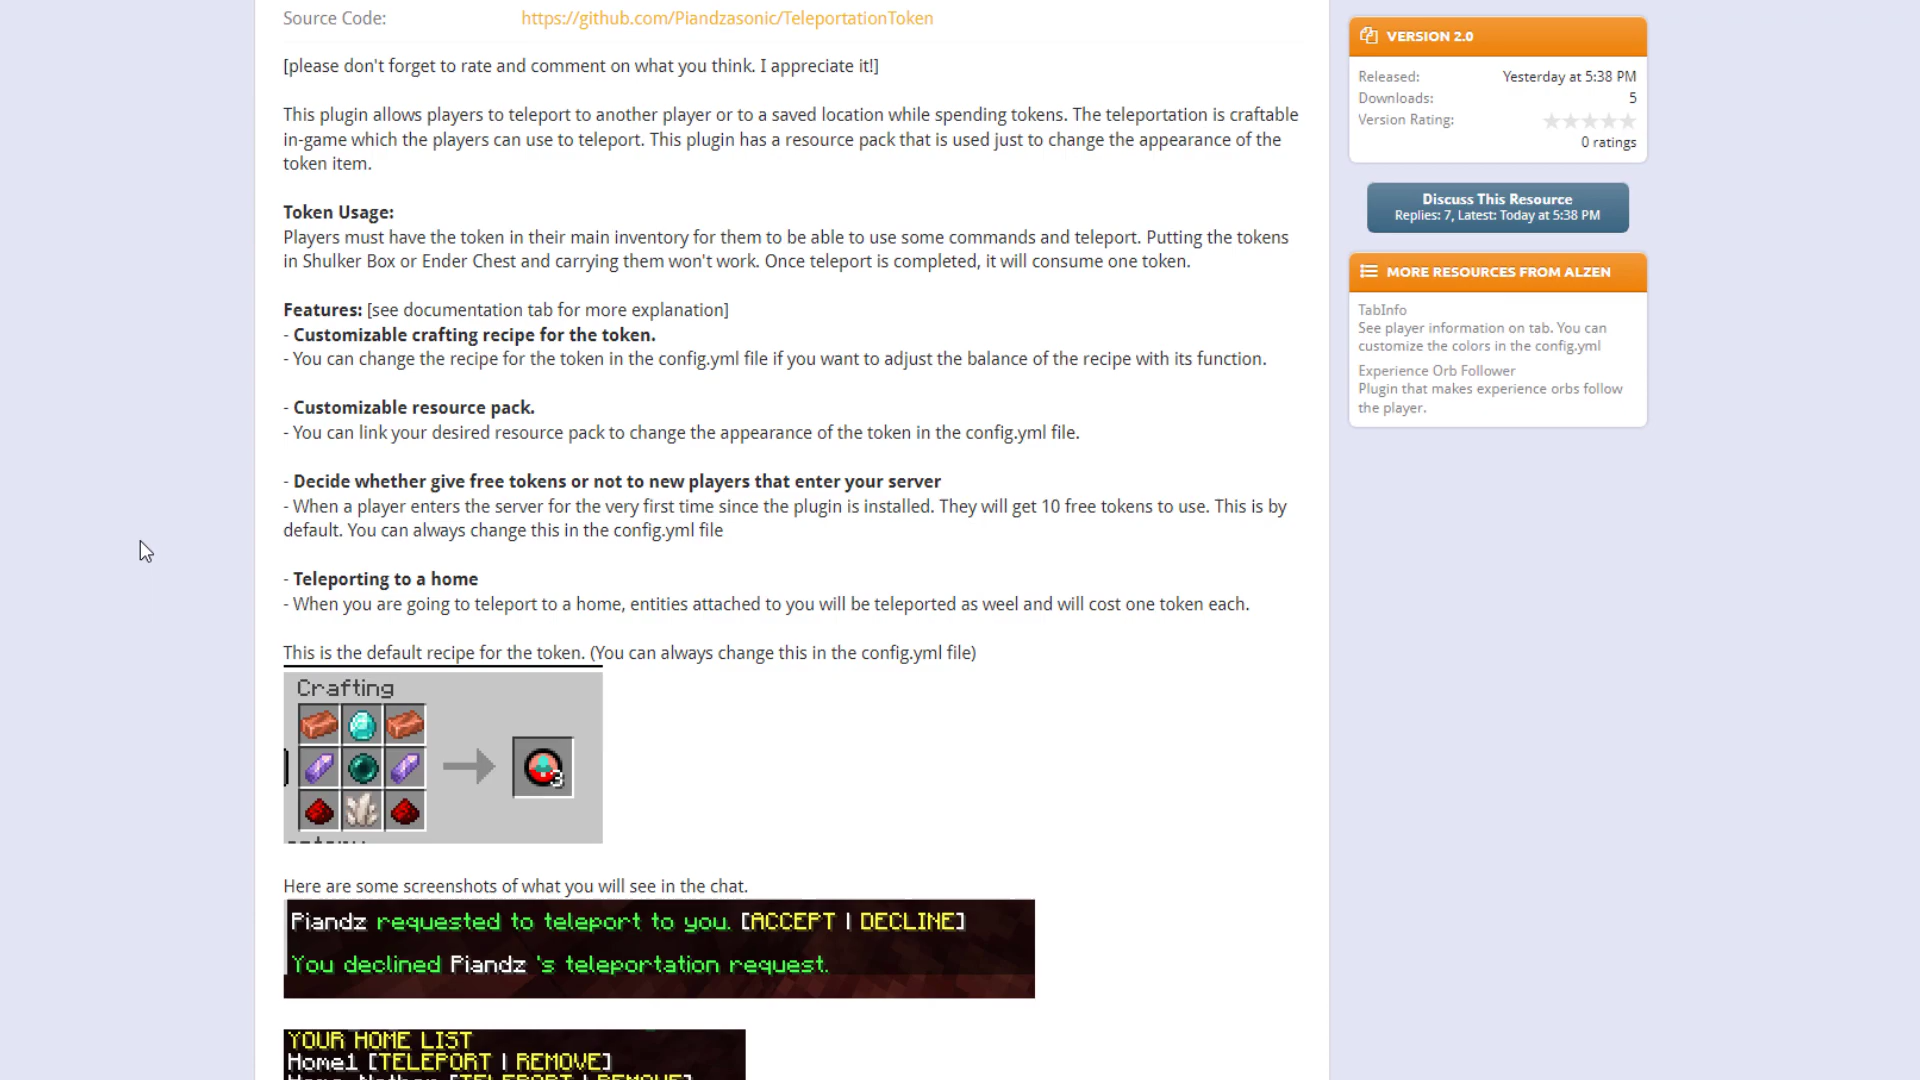 Source Code: https://github.com/Piandzasonic/TeleportationToken
[please don't forget to rate and comment on what you think. I appreciate it!]
This plugin allows players to teleport to another player or to a saved location while spending tokens. The teleportation is craftable
in-game which the players can use to teleport. This plugin has a resource pack that is used just to change the appearance of the
token item.
Token Usage:
Players must have the token in their main inventory for them to be able to use some commands and teleport. Putting the tokens
in Shulker Box or Ender Chest and carrying them won't work. Once teleport is completed, it will consume one token.
Features: [see documentation tab for more explanation]
- Customizable crafting recipe for the token.
- You can change the recipe for the token in the config.yml file if you want to adjust the balance of the recipe with its function.
- Customizable resource pack.
- You can link your desired resource pack to change the appearance of the token in the config.yml file.
- Decide whether give free tokens or not to new players that enter your server
- When a player enters the server for the very first time since the plugin is installed. They will get 10 free tokens to use. This is by
default. You can always change this in the config.yml file
- Teleporting to a home
- When you are going to teleport to a home, entities attached to you will be teleported as weel and will cost one token each.
This is the default recipe for the token. (You can always change this in the config.yml file)
Crafting
3
Here are some screenshots of what you will see in the chat.
Piandz requested to teleport to you. [ACCEPT | DECLINE]
You declined Piandz 's teleportation request.
YOUR HOME LIST
Home1 [TELEPORT | REMOVE]
VERSION 2.0
Released: Yesterday at 5:38 PM
Downloads: 5
Version Rating:
0 ratings
Discuss This Resource
Replies: 7, Latest: Today at 5:38 PM
MORE RESOURCES FROM ALZEN
TabInfo
See player information on tab. You can
customize the colors in the config.yml
Experience Orb Follower
Plugin that makes experience orbs follow
the player.